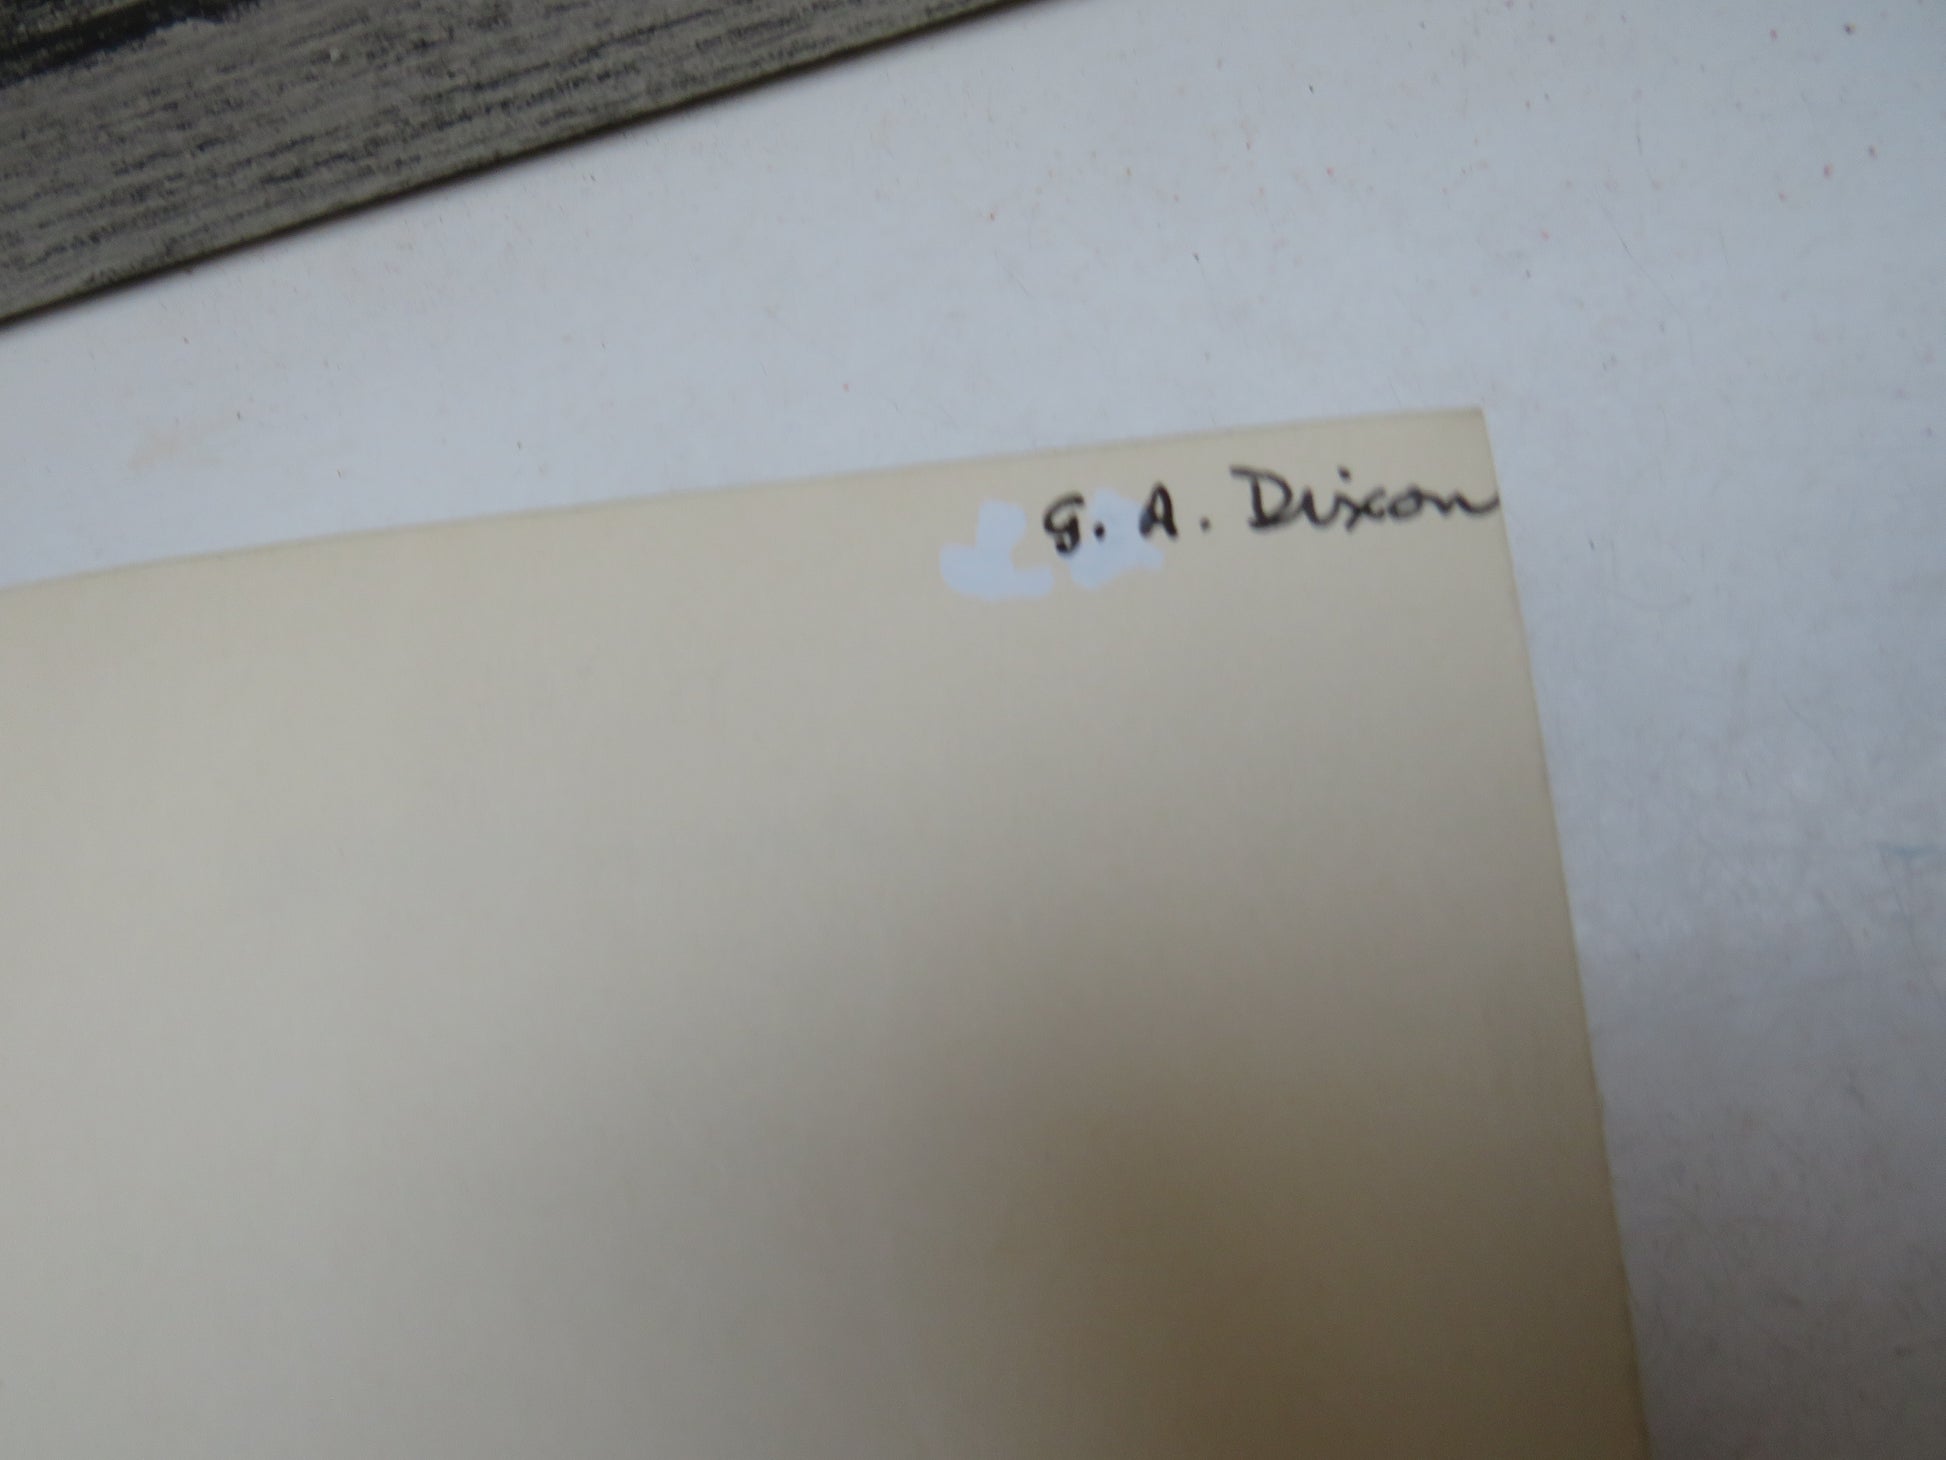 G. A. Dixon